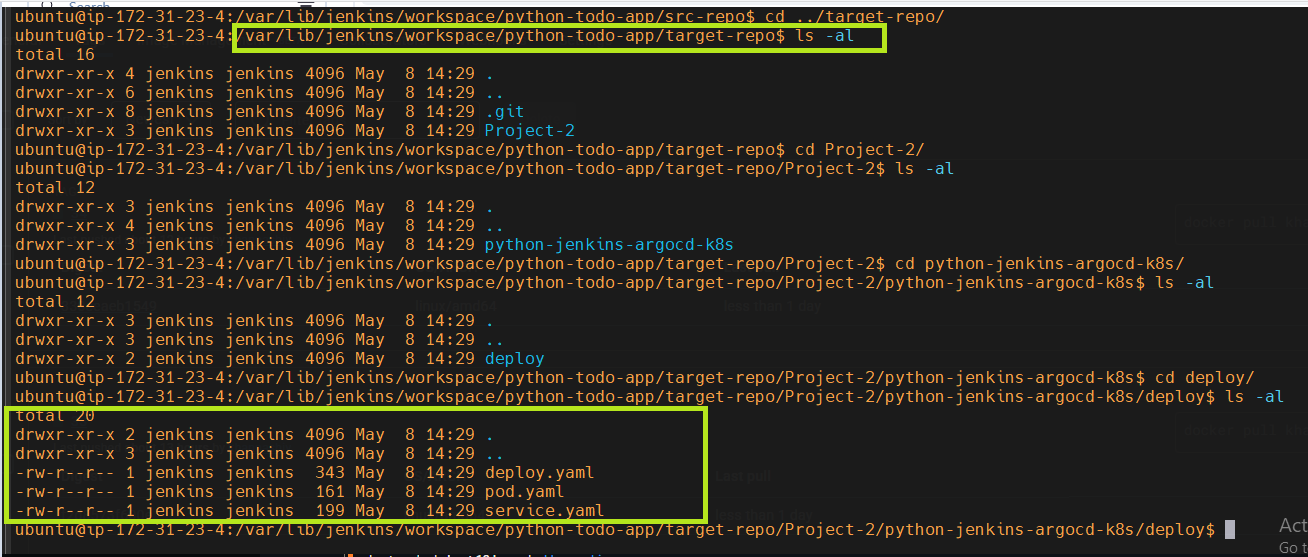 Search
ubuntu@ip-172-31-23-4:/var/lib/jenkins/workspace/python-todo-app/src-repo$ cd ../target-repo/
ubuntu@ip-172-31-23-4:/var/lib/jenkins/workspace/python-todo-app/target-repo$ ls -al
total 16
drwxr-xr-x 4 jenkins jenkins 4096 May  8 14:29 .
drwxr-xr-x 6 jenkins jenkins 4096 May  8 14:29 ..
drwxr-xr-x 8 jenkins jenkins 4096 May  8 14:29 .git
drwxr-xr-x 3 jenkins jenkins 4096 May  8 14:29 Project-2
ubuntu@ip-172-31-23-4:/var/lib/jenkins/workspace/python-todo-app/target-repo$ cd Project-2/
ubuntu@ip-172-31-23-4:/var/lib/jenkins/workspace/python-todo-app/target-repo/Project-2$ ls -al
total 12
drwxr-xr-x 3 jenkins jenkins 4096 May  8 14:29 .
drwxr-xr-x 4 jenkins jenkins 4096 May  8 14:29 ..
drwxr-xr-x 3 jenkins jenkins 4096 May  8 14:29 python-jenkins-argocd-k8s
ubuntu@ip-172-31-23-4:/var/lib/jenkins/workspace/python-todo-app/target-repo/Project-2$ cd python-jenkins-argocd-k8s/
ubuntu@ip-172-31-23-4:/var/lib/jenkins/workspace/python-todo-app/target-repo/Project-2/python-jenkins-argocd-k8s$ ls -al
total 12
less than 1 day
drwxr-xr-x 3 jenkins jenkins 4096 May  8 14:29 .
drwxr-xr-x 3 jenkins jenkins 4096 May  8 14:29 ..
drwxr-xr-x 2 jenkins jenkins 4096 May  8 14:29 deploy
ubuntu@ip-172-31-23-4:/var/lib/jenkins/workspace/python-todo-app/target-repo/Project-2/python-jenkins-argocd-k8s$ cd deploy/
ubuntu@ip-172-31-23-4:/var/lib/jenkins/workspace/python-todo-app/target-repo/Project-2/python-jenkins-argocd-k8s/deploy$ ls -al
total 20
drwxr-xr-x 2 jenkins jenkins 4096 May  8 14:29 .
drwxr-xr-x 3 jenkins jenkins 4096 May  8 14:29 ..
-rw-r--r-- 1 jenkins jenkins  343 May  8 14:29 deploy.yaml
Last pull
-rw-r--r-- 1 jenkins jenkins  161 May  8 14:29 pod.yaml
-rw-r--r-- 1 jenkins jenkins  199 May  8 14:29 service.yaml
less than 1 day
ubuntu@ip-172-31-23-4:/var/lib/jenkins/workspace/python-todo-app/target-repo/Project-2/python-jenkins-argocd-k8s/deploy$
Act
Go t